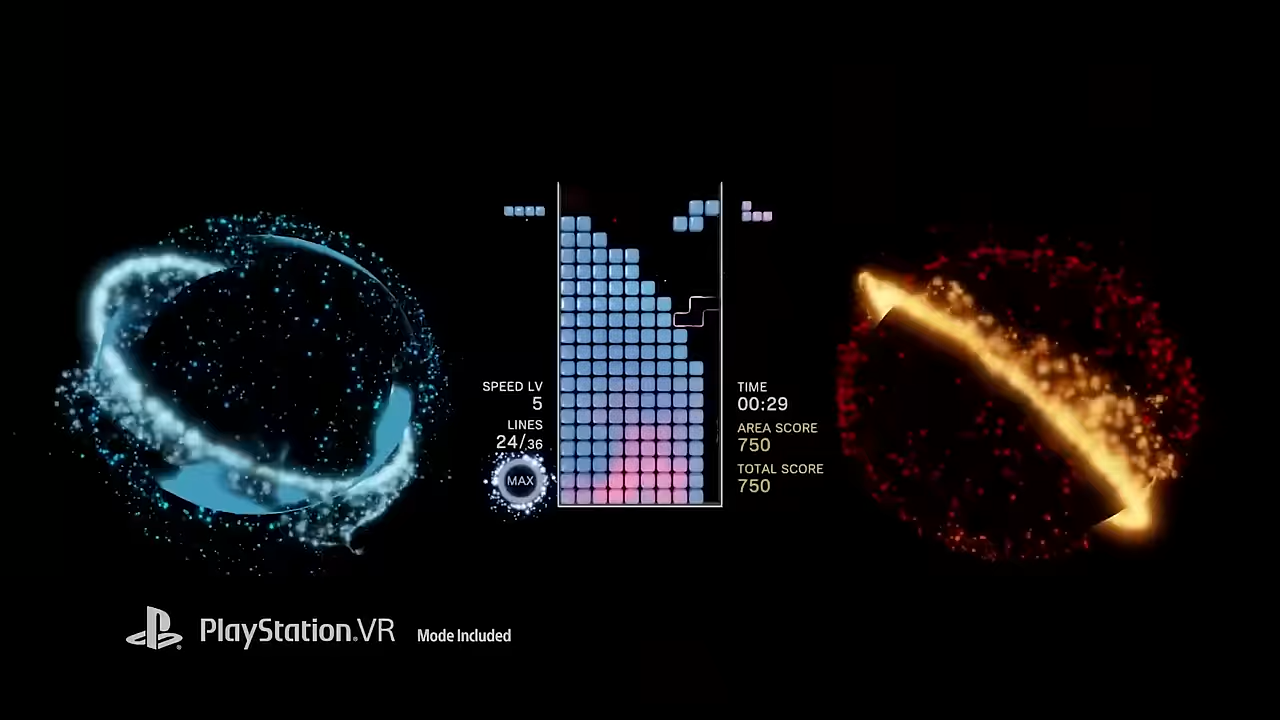 SPEED LV
5
LINES
24/36
MAX
TIME
00:29
AREA SCORE
750
TOTAL SCORE
750
PlayStation®VR Mode Included